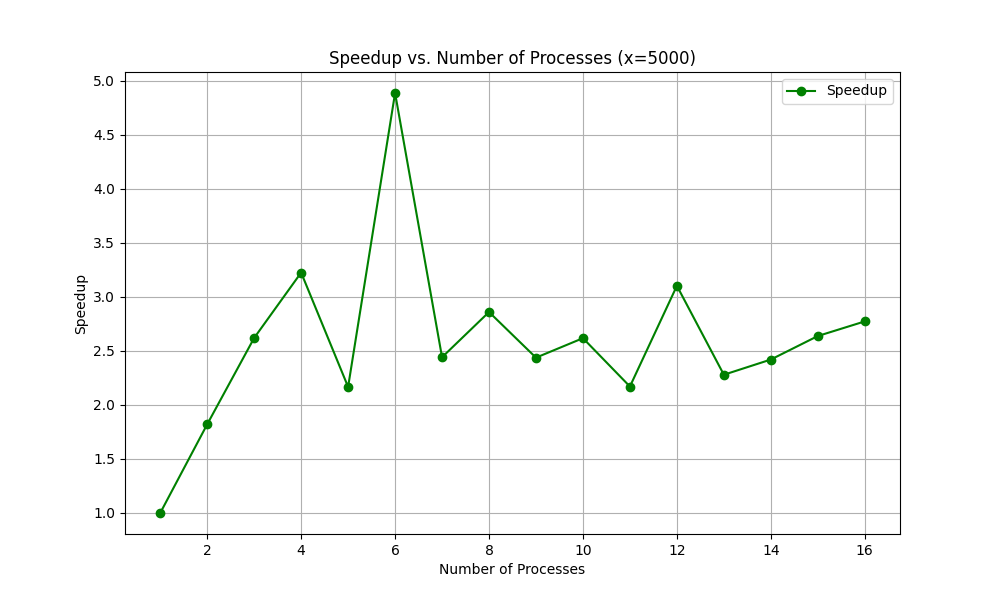 Speedup vs. Number of Processes (x=5000)
Speedup
5.0
4.5
4.0
3.5
3.0
2.5
2.0
1.5
1.0
Speedup
2 4 6 8 10 12 14 16
Number of Processes